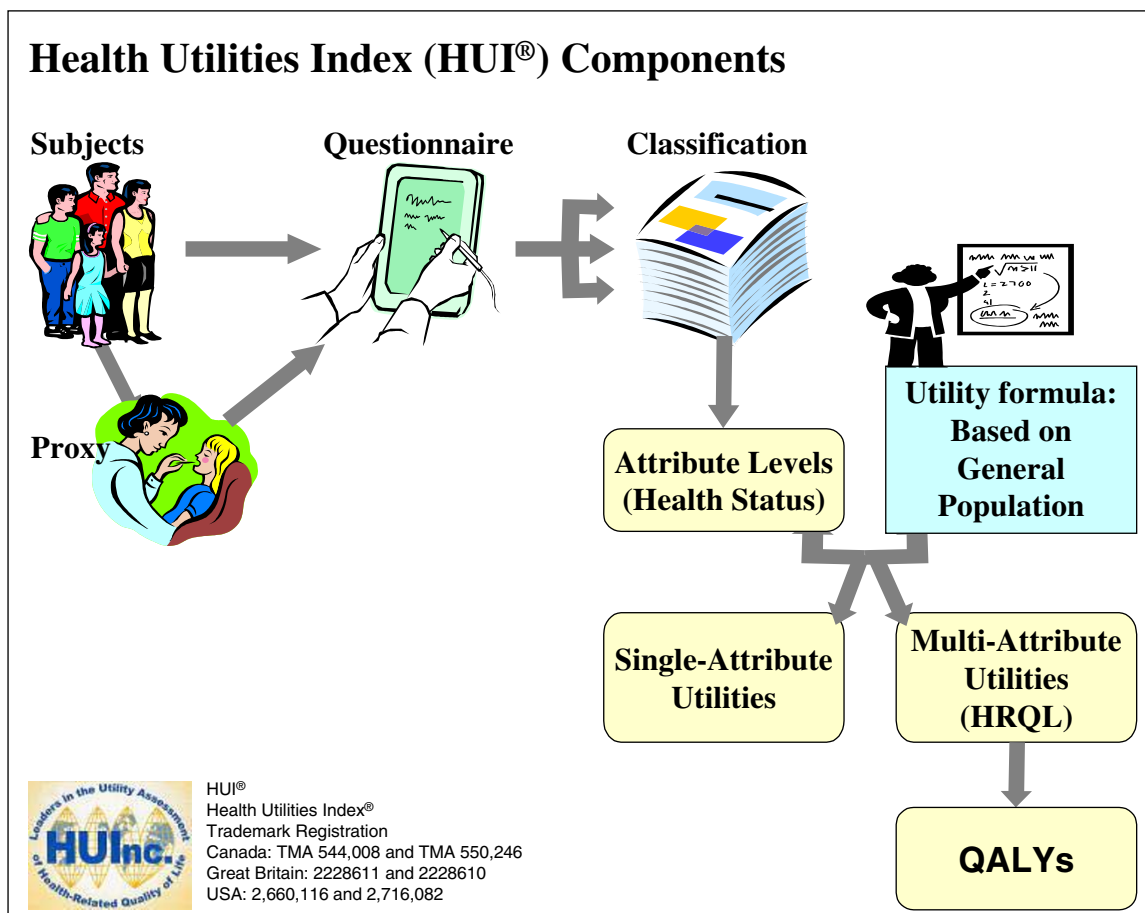 Health Utilities Index (HUI®) Components
Subjects
Questionnaire
Classification
Proxy
Attribute Levels
(Health Status)
Utility formula:
Based on
General
Population
Single-Attribute
Utilities
Multi-Attribute
Utilities
(HRQL)
QALYs
Leaders in the Utility Assessment
HUInc.
of Health-Related Quality of Life
HUI®
Health Utilities Index®
Trademark Registration
Canada: TMA 544,008 and TMA 550,246
Great Britain: 2228611 and 2228610
USA: 2,660,116 and 2,716,082